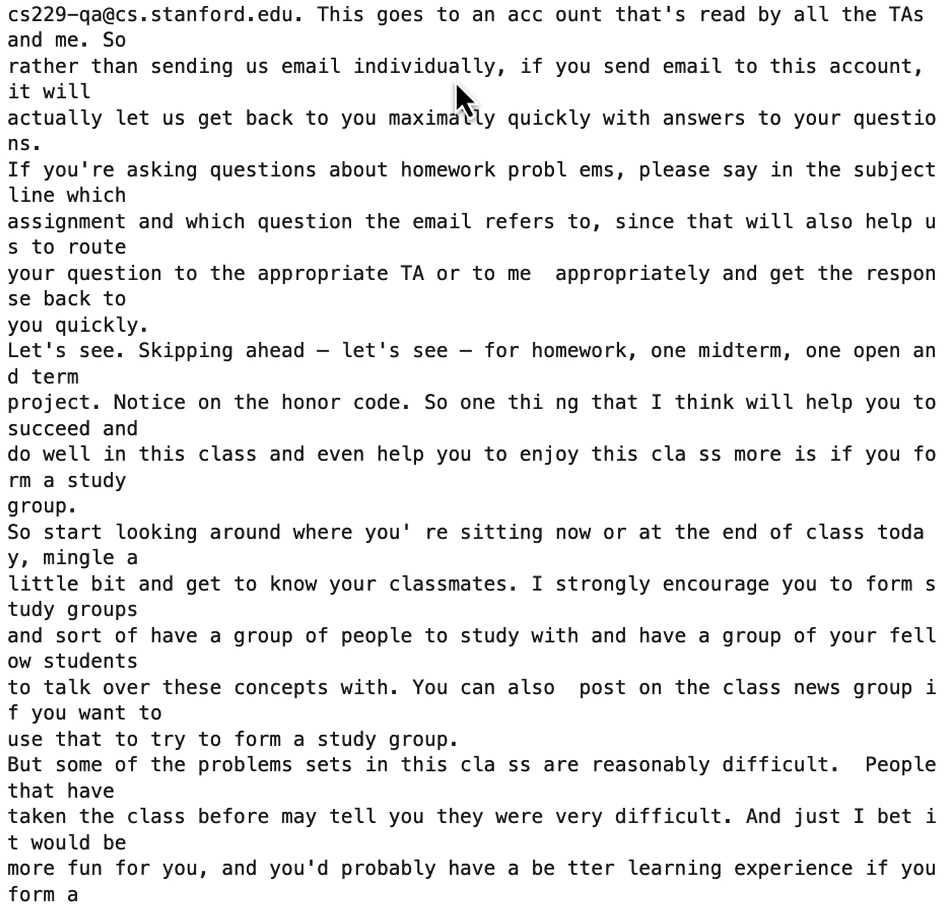 cs229-qa@cs.stanford.edu. This goes to an acc ount that's read by all the TAs
and me. So
rather than sending us email individually, if you send email to this account,
it will
actually let us get back to you maximally quickly with answers to your questio
ns.
If you're asking questions about homework probl ems, please say in the subject
line which
assignment and which question the email refers to, since that will also help u
s to route
your question to the appropriate TA or to me  appropriately and get the respon
se back to
you quickly.
Let's see. Skipping ahead — let's see — for homework, one midterm, one open an
d term
project. Notice on the honor code. So one thi ng that I think will help you to
succeed and
do well in this class and even help you to enjoy this cla ss more is if you fo
rm a study
group.
So start looking around where you' re sitting now or at the end of class toda
y, mingle a
little bit and get to know your classmates. I strongly encourage you to form s
tudy groups
and sort of have a group of people to study with and have a group of your fell
ow students
to talk over these concepts with. You can also  post on the class news group i
f you want to
use that to try to form a study group.
But some of the problems sets in this cla ss are reasonably difficult.  People
that have
taken the class before may tell you they were very difficult. And just I bet i
t would be
more fun for you, and you'd probably have a be tter learning experience if you
form a